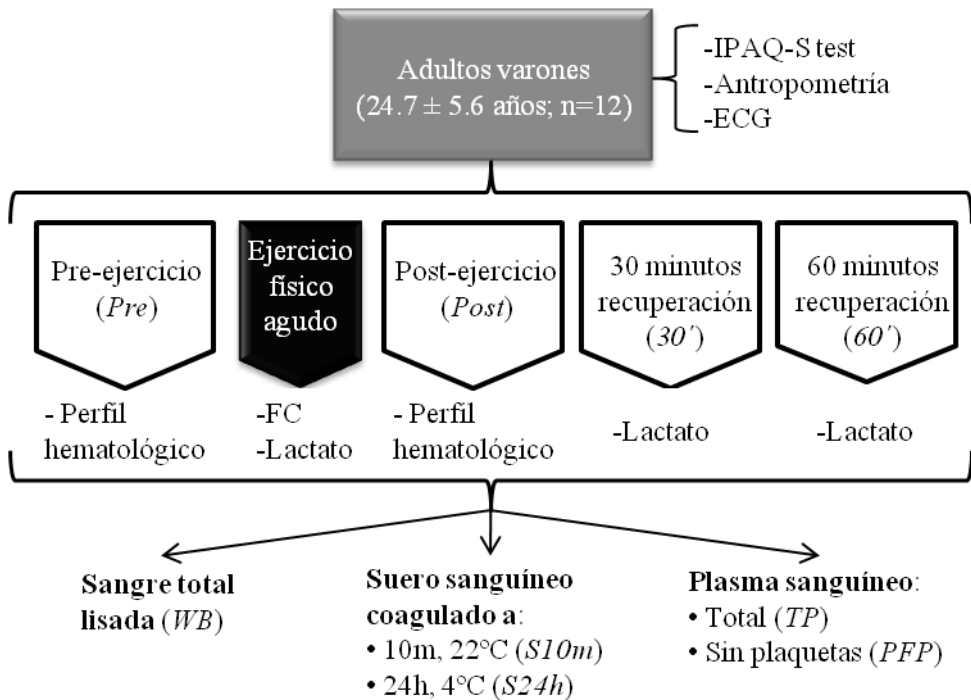 Adultos varones
(24.7 ± 5.6 años; n=12)
-IPAQ-S test
-Antropometría
-ECG
Pre-ejercicio
(Pre)
Ejercicio
físico
agudo
Post-ejercicio
(Post)
30 minutos
recuperación
(30´)
60 minutos
recuperación
(60´)
- Perfil
hematológico
-FC
-Lactato
- Perfil
hematológico
-Lactato
-Lactato
Sangre total
lisada (WB)
Suero sanguíneo
coagulado a:
• 10m, 22°C (S10m)
• 24h, 4°C (S24h)
Plasma sanguíneo:
• Total (TP)
• Sin plaquetas (PFP)